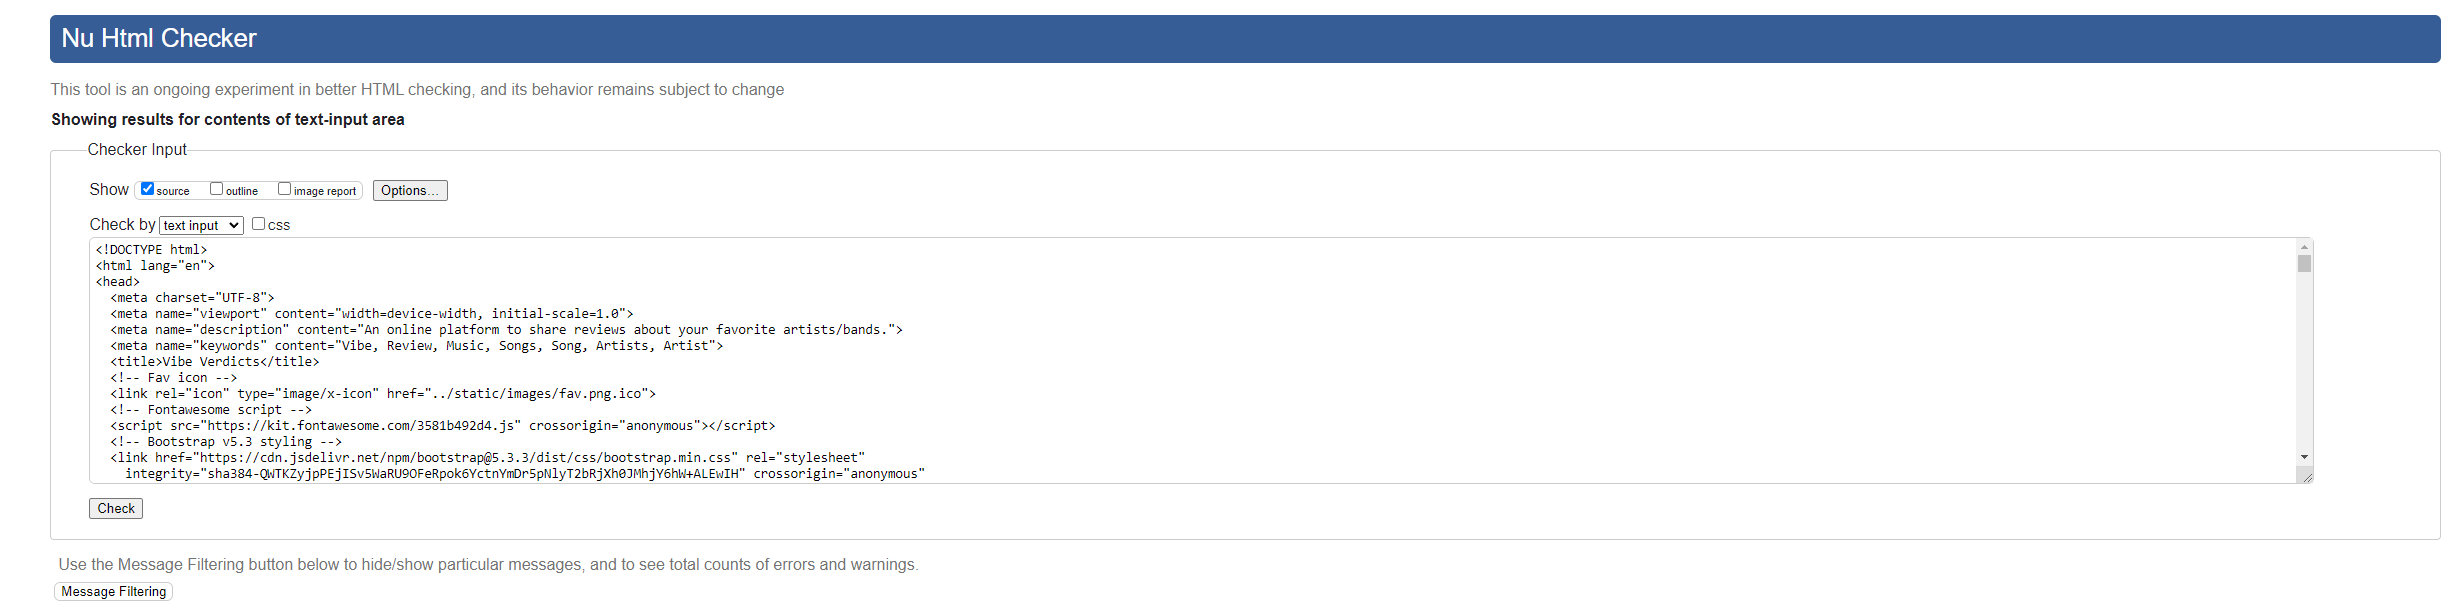 Nu Html Checker
This tool is an ongoing experiment in better HTML checking, and its behavior remains subject to change
Showing results for contents of text-input area
Checker Input
Show source outline image report Options...
Check by text input css
<!DOCTYPE html>
<html lang="en">
<head>
  <meta charset="UTF-8">
  <meta name="viewport" content="width=device-width, initial-scale=1.0">
  <meta name="description" content="An online platform to share reviews about your favorite artists/bands.">
  <meta name="keywords" content="Vibe, Review, Music, Songs, Song, Artists, Artist">
  <title>Vibe Verdicts</title>
  <!-- Fav icon -->
  <link rel="icon" type="image/x-icon" href="../static/images/fav.png.ico">
  <!-- Fontawesome script -->
  <script src="https://kit.fontawesome.com/3581b492d4.js" crossorigin="anonymous"></script>
  <!-- Bootstrap v5.3 styling -->
  <link href="https://cdn.jsdelivr.net/npm/bootstrap@5.3.3/dist/css/bootstrap.min.css" rel="stylesheet"
    integrity="sha384-QWTKZyjpPEjISv5WaRU9OFeRpok6YctnYmDr5pNlyT2bRjXh0JMhjY6hW+ALEwIH" crossorigin="anonymous"
Check
Use the Message Filtering button below to hide/show particular messages, and to see total counts of errors and warnings.
Message Filtering